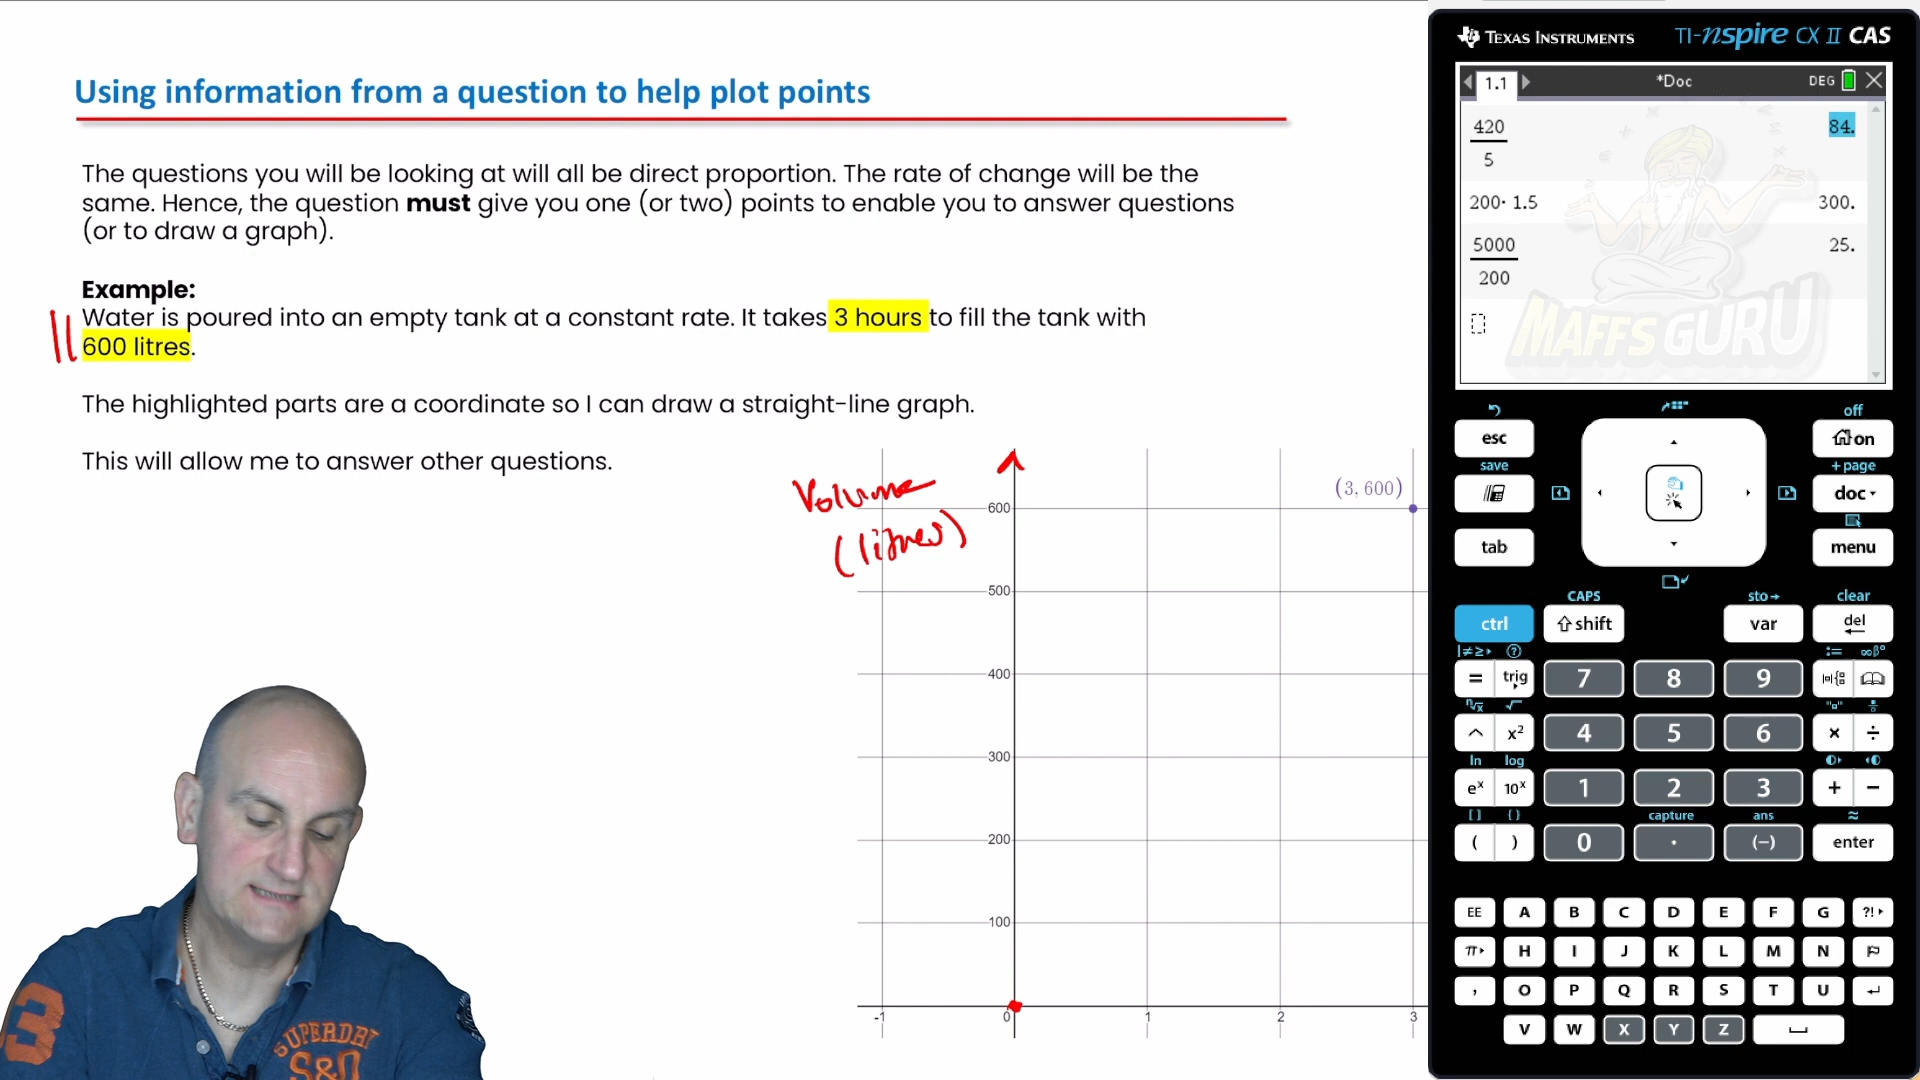 Using information from a question to help plot points
The questions you will be looking at will all be direct proportion. The rate of change will be the
same. Hence, the question must give you one (or two) points to enable you to answer questions
(or to draw a graph).
Example:
Water is poured into an empty tank at a constant rate. It takes 3 hours to fill the tank with
600 litres.
The highlighted parts are a coordinate so I can draw a straight-line graph.
This will allow me to answer other questions.
Volume
(litres)
(3, 600)
600
500
400
300
200
100
-1 0 1 2 3
3
SUPERDRY
S&D
TEXAS INSTRUMENTS TI-nspire CX II CAS
1.1 *Doc DEG
420
5
84.
200· 1.5 300.
5000
200
25.
MAFFS GURU
off
esc on
save + page
doc
tab menu
CAPS sto→ clear
ctrl shift var del
|≠≥▸ ? := ∞β°
= trig 7 8 9
ⁿ√x √
^ x² 4 5 6 × ÷
ln log
eˣ 10ˣ 1 2 3 + −
[ ] { } capture ans ≈
( ) 0 . (−) enter
EE A B C D E F G ?!▸
π▸ H I J K L M N
, O P Q R S T U
V W X Y Z